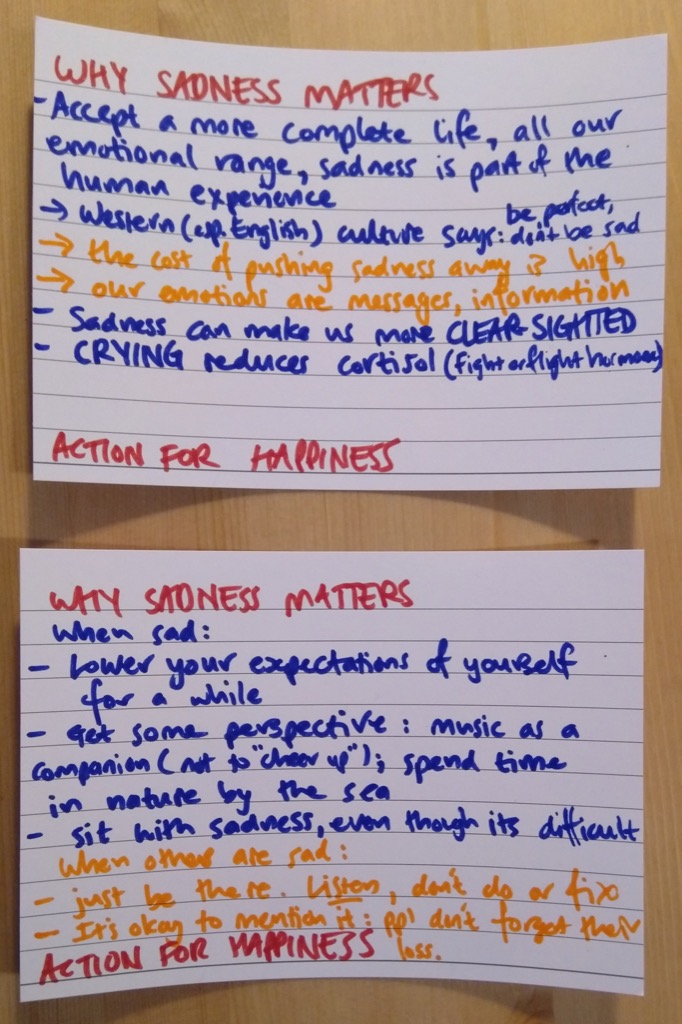 WHY SADNESS MATTERS
- Accept a more complete life, all our
emotional range, sadness is part of the
human experience
→ Western (esp. English) culture says: be perfect,
don't be sad
→ the cost of pushing sadness away is high
→ our emotions are messages, information
- Sadness can make us more CLEAR-SIGHTED
- CRYING reduces cortisol (fight or flight hormone)
ACTION FOR HAPPINESS
WHY SADNESS MATTERS
When sad:
- Lower your expectations of yourself
for a while
- Get some perspective: music as a
companion (not to "cheer up"); spend time
in nature by the sea
- sit with sadness, even though its difficult
When others are sad:
- just be there. Listen, don't do or fix
- It's okay to mention it: ppl don't forget their
loss.
ACTION FOR HAPPINESS